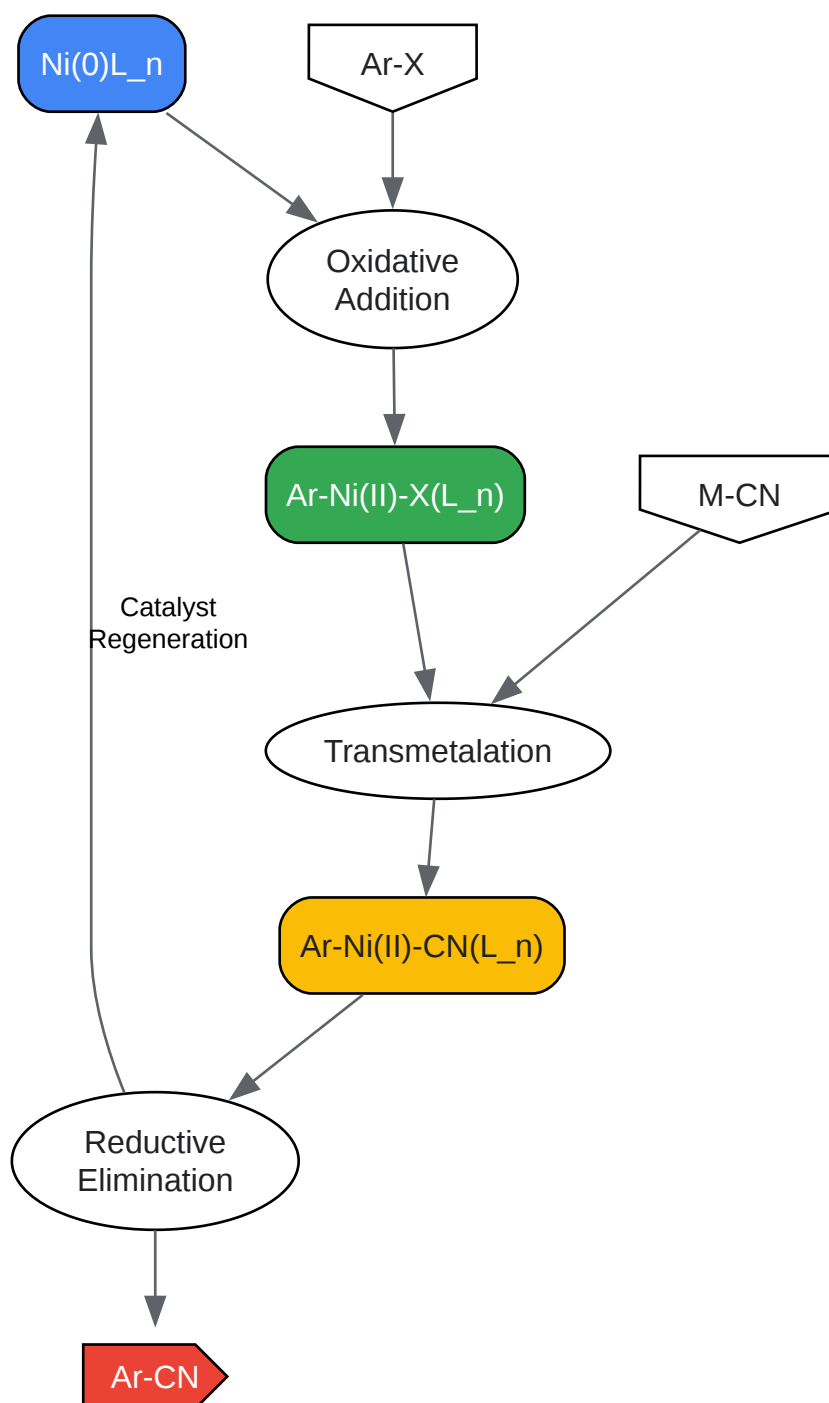 Ni(0)L_n
Ar-X
Oxidative
Addition
Ar-Ni(II)-X(L_n)
M-CN
Catalyst
Regeneration
Transmetalation
Ar-Ni(II)-CN(L_n)
Reductive
Elimination
Ar-CN